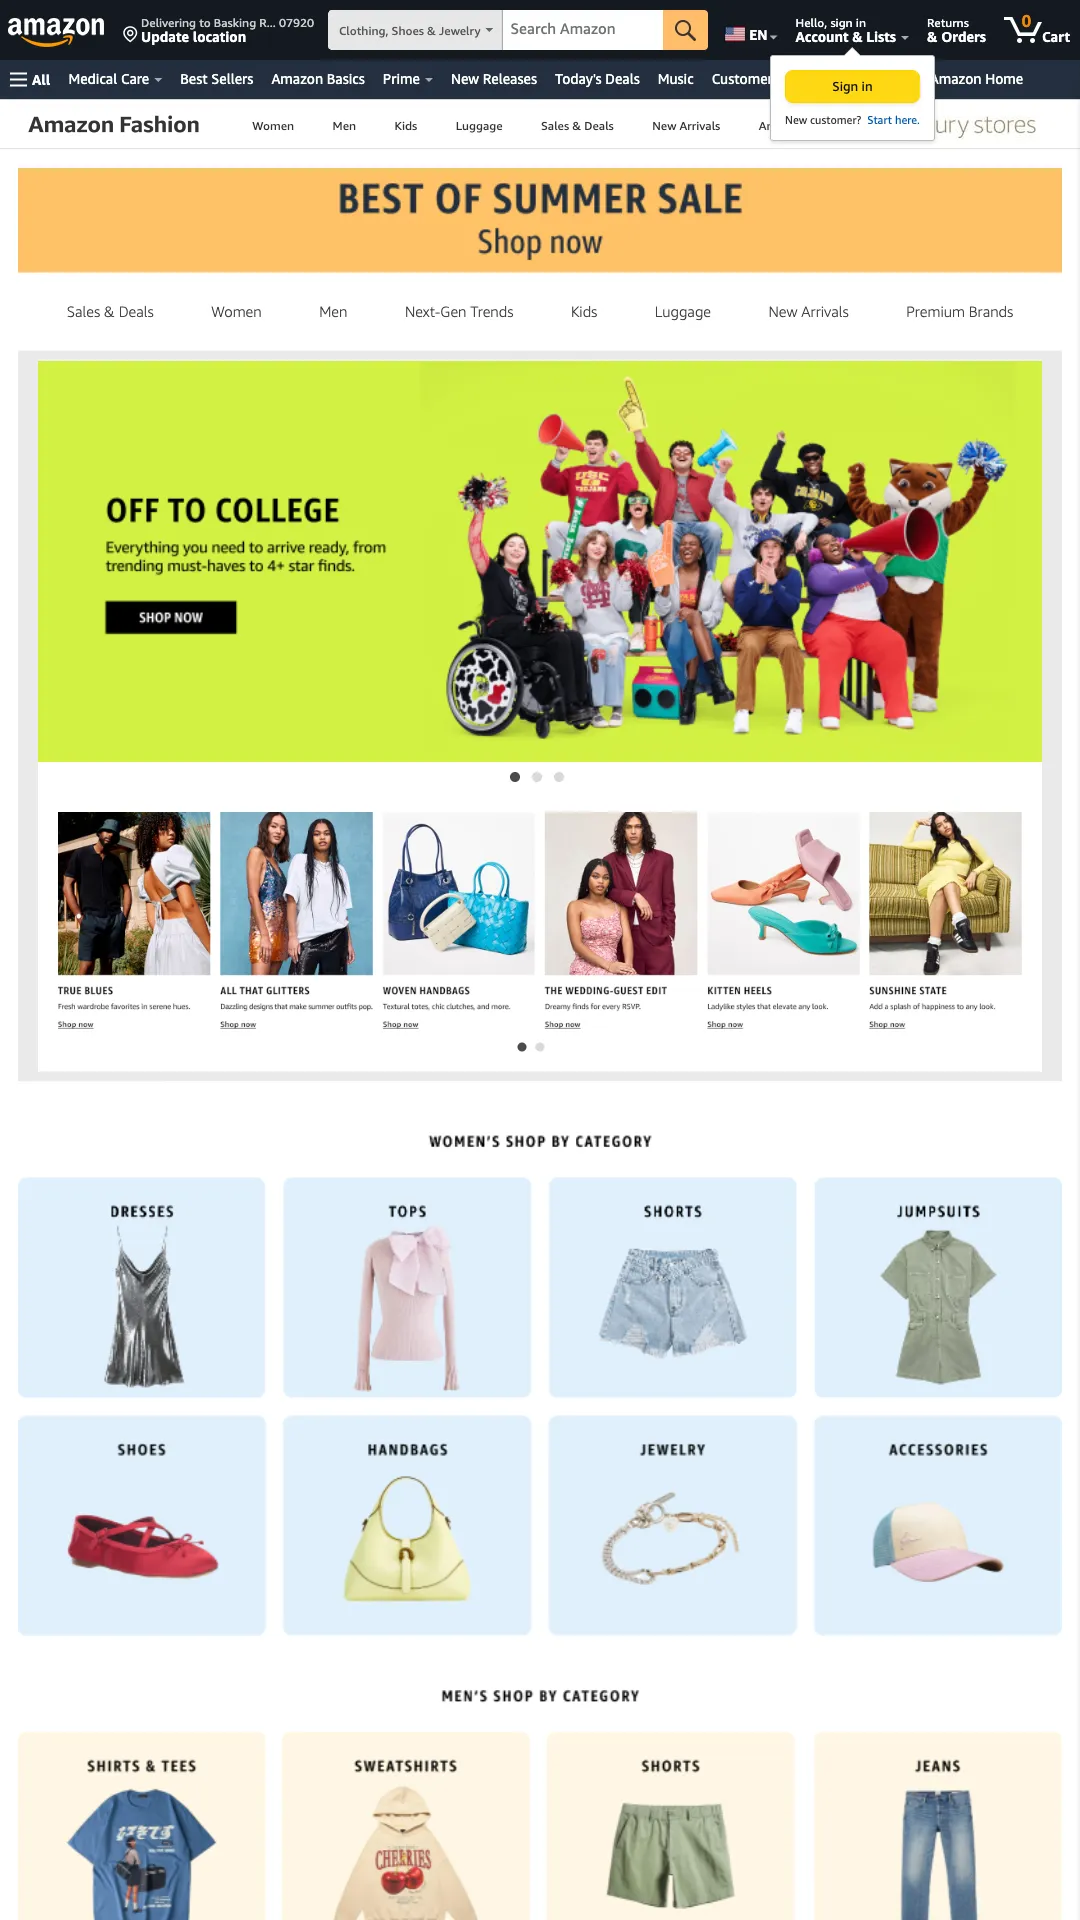 amazon
Delivering to Basking R... 07920
Update location
Clothing, Shoes & Jewelry
Search Amazon
EN
Hello, sign in
Account & Lists
Returns
& Orders
0
Cart
All
Medical Care
Best Sellers
Amazon Basics
Prime
New Releases
Today's Deals
Music
Customer
Amazon Home
Sign in
New customer? Start here.
Amazon Fashion
Women
Men
Kids
Luggage
Sales & Deals
New Arrivals
ury stores
BEST OF SUMMER SALE
Shop now
Sales & Deals
Women
Men
Next-Gen Trends
Kids
Luggage
New Arrivals
Premium Brands
OFF TO COLLEGE
Everything you need to arrive ready, from
trending must-haves to 4+ star finds.
SHOP NOW
USC
TROJANS
COLORADO
TRUE BLUES
Fresh wardrobe favorites in serene hues.
Shop now
ALL THAT GLITTERS
Dazzling designs that make summer outfits pop.
Shop now
WOVEN HANDBAGS
Textural totes, chic clutches, and more.
Shop now
THE WEDDING-GUEST EDIT
Dreamy finds for every RSVP.
Shop now
KITTEN HEELS
Ladylike styles that elevate any look.
Shop now
SUNSHINE STATE
Add a splash of happiness to any look.
Shop now
WOMEN'S SHOP BY CATEGORY
DRESSES
TOPS
SHORTS
JUMPSUITS
SHOES
HANDBAGS
JEWELRY
ACCESSORIES
MEN'S SHOP BY CATEGORY
SHIRTS & TEES
SWEATSHIRTS
SHORTS
JEANS
CHERRIES